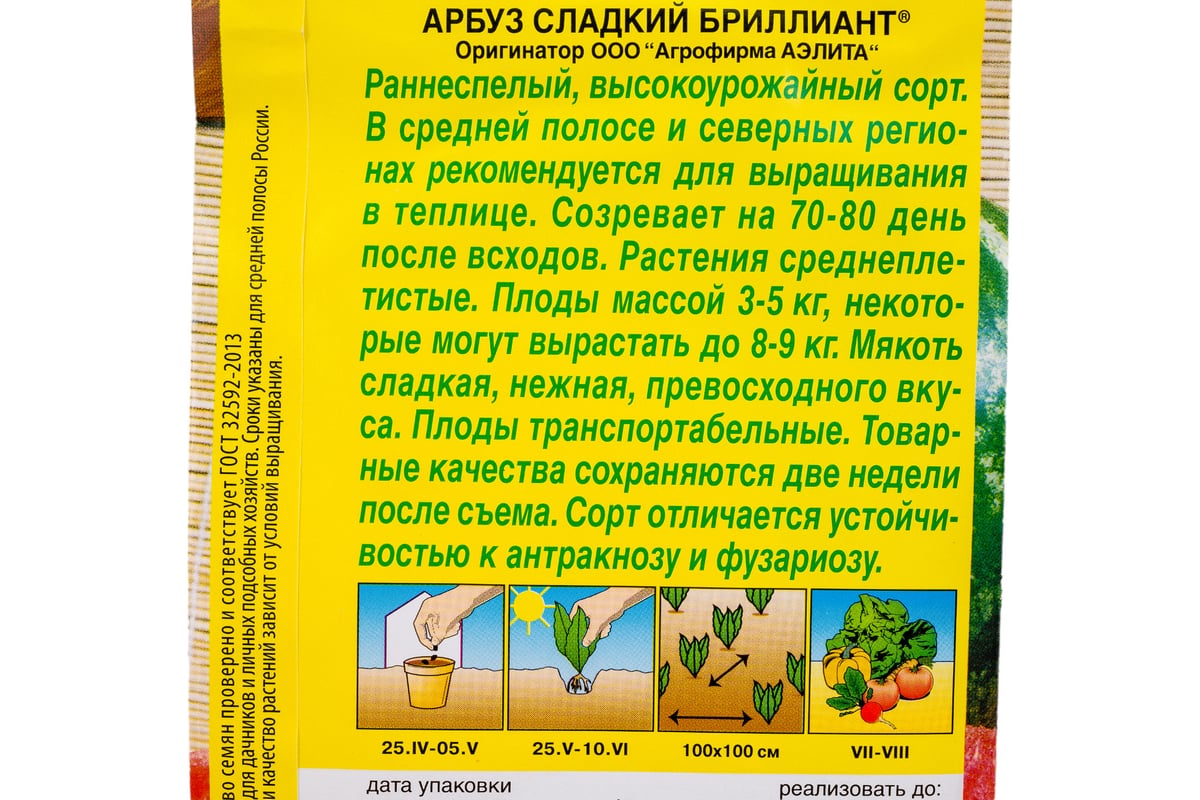 АРБУЗ СЛАДКИЙ БРИЛЛИАНТ®
Оригинатор ООО "Агрофирма АЭЛИТА"
Раннеспелый, высокоурожайный сорт.
В средней полосе и северных регио-
нах рекомендуется для выращивания
в теплице. Созревает на 70-80 день
после всходов. Растения среднепле-
тистые. Плоды массой 3-5 кг, некото-
рые могут вырастать до 8-9 кг. Мякоть
сладкая, нежная, превосходного вку-
са. Плоды транспортабельные. Товар-
ные качества сохраняются две недели
после съема. Сорт отличается устойчи-
востью к антракнозу и фузариозу.
25.IV-05.V
25.V-10.VI
100x100 см
VII-VIII
дата упаковки
реализовать до:
во семян проверено и соответствует ГОСТ 32592-2013
для дачников и личных подсобных хозяйств. Сроки указаны для средней полосы России.
и качество растений зависит от условий выращивания.